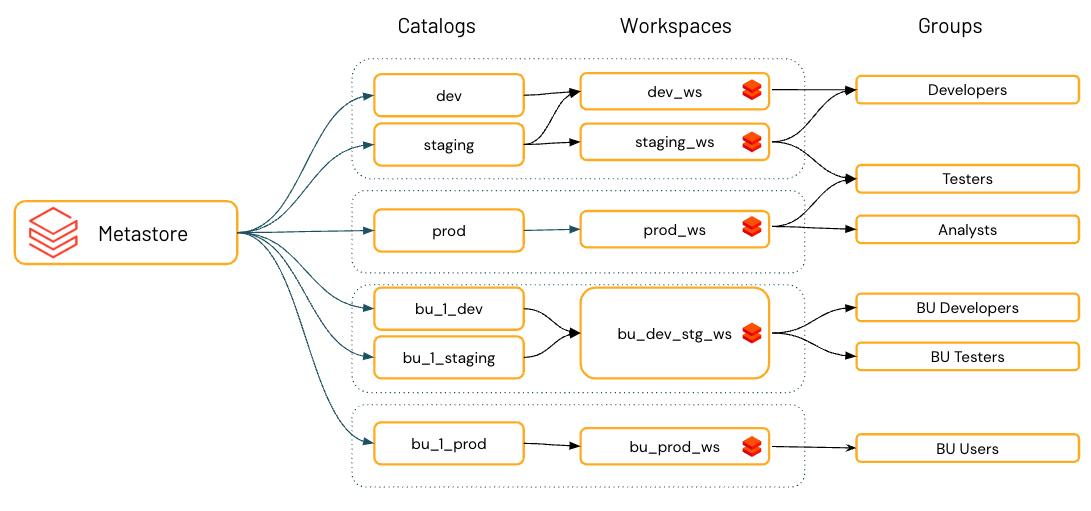 Catalogs Workspaces Groups
dev dev_ws Developers
staging staging_ws
Testers
Metastore prod prod_ws Analysts
bu_1_dev BU Developers
bu_dev_stg_ws
bu_1_staging BU Testers
bu_1_prod bu_prod_ws BU Users